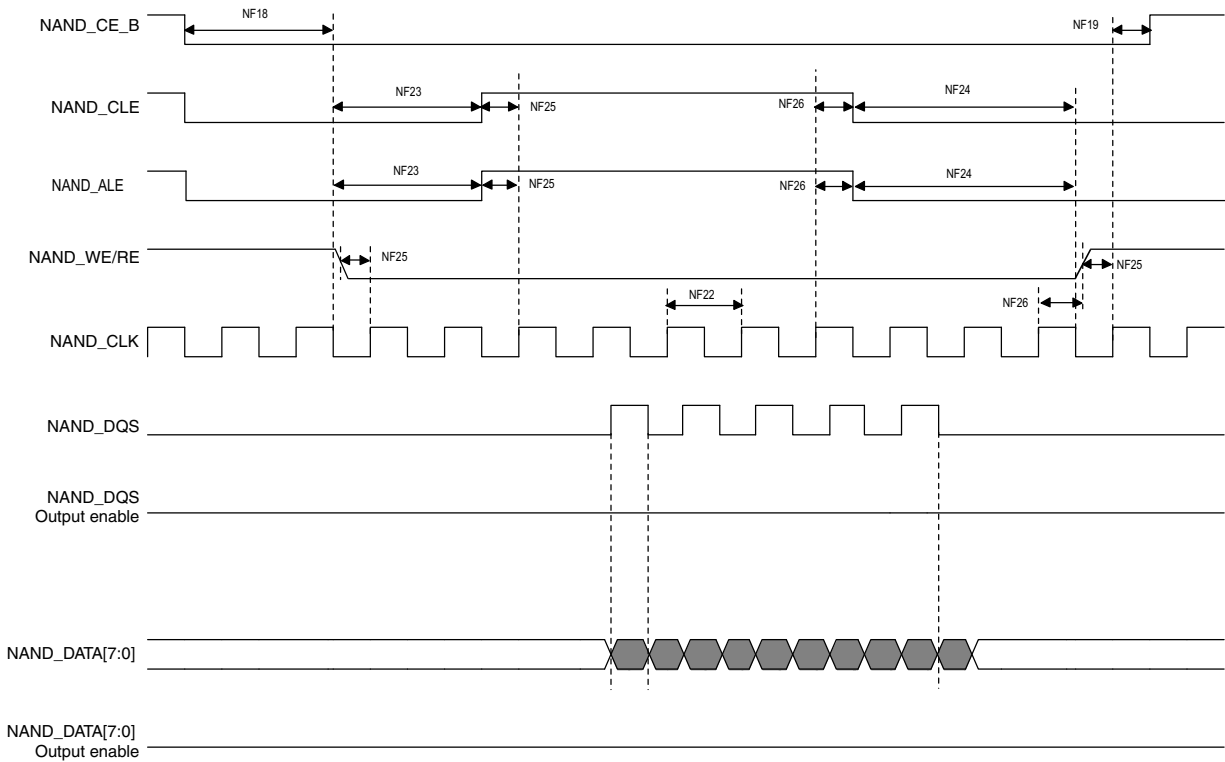 NAND_CE_B
NF18
NF19
NAND_CLE
NF23
NF25
NF26
NF24
NAND_ALE
NF23
NF25
NF26
NF24
NAND_WE/RE
NF25
NF25
NF22
NF26
NAND_CLK
NAND_DQS
NAND_DQS
Output enable
NAND_DATA[7:0]
NAND_DATA[7:0]
Output enable